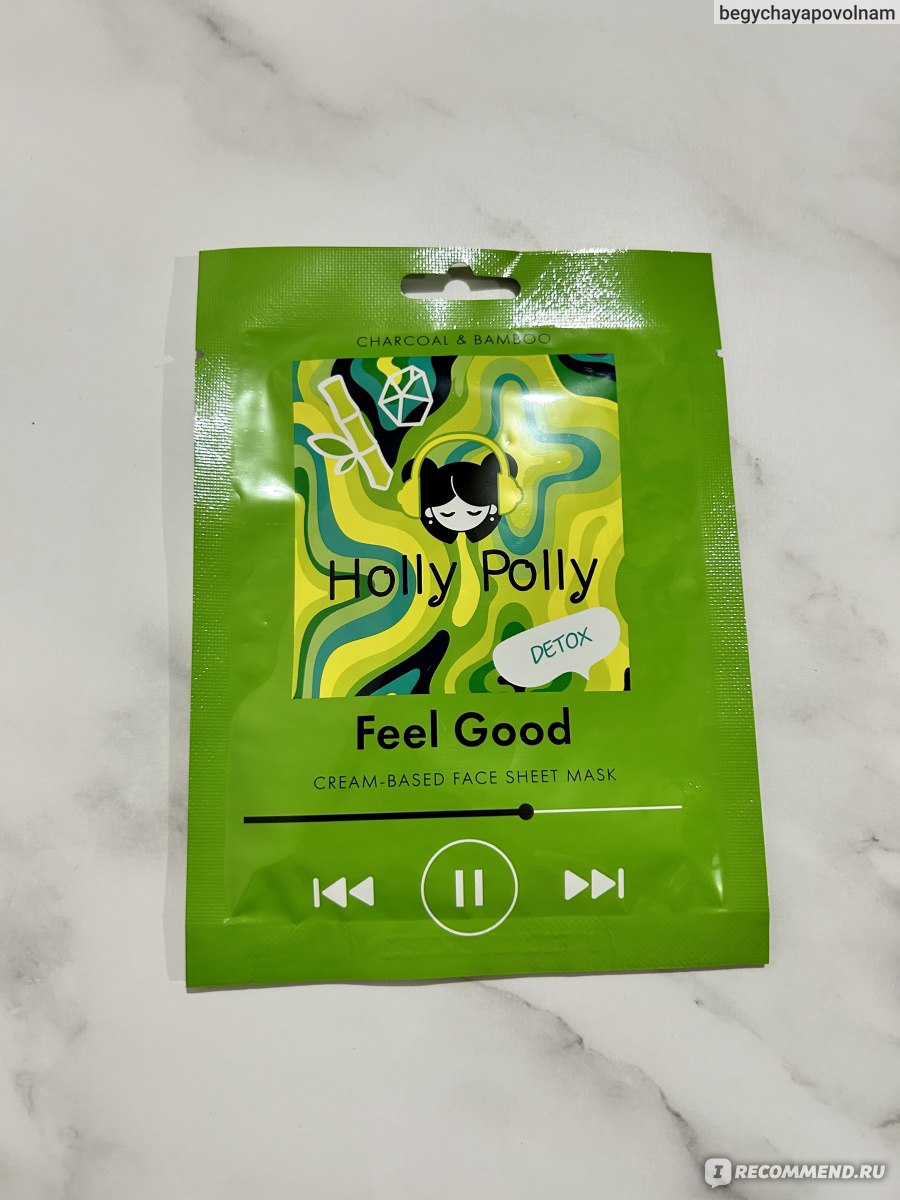 begychayapovolnam
CHARCOAL & BAMBOO
Holly Polly
DETOX
Feel Good
CREAM-BASED FACE SHEET MASK
I RECOMMEND.RU